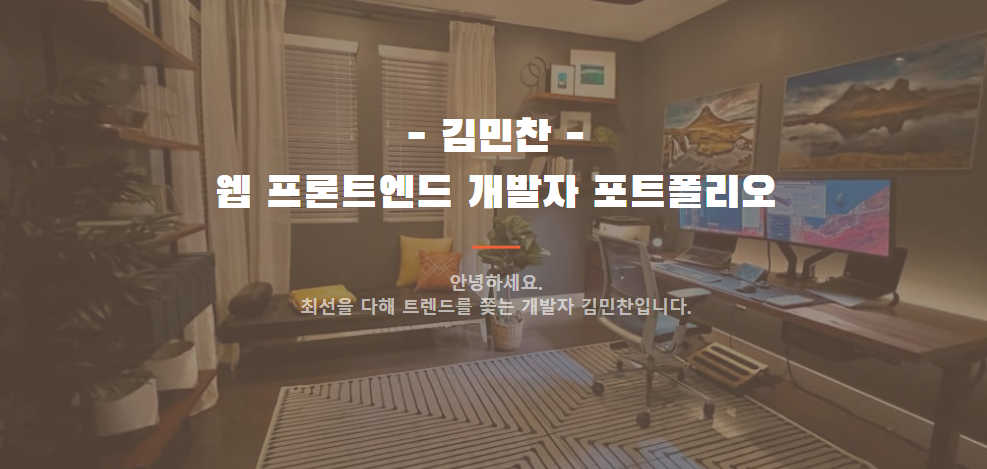 - 김민찬 -
웹 프론트엔드 개발자 포트폴리오
안녕하세요.
최선을 다해 트렌드를 쫓는 개발자 김민찬입니다.